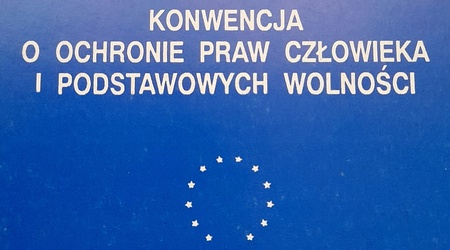 KONWENCJA
O OCHRONIE PRAW CZŁOWIEKA
I PODSTAWOWYCH WOLNOŚCI